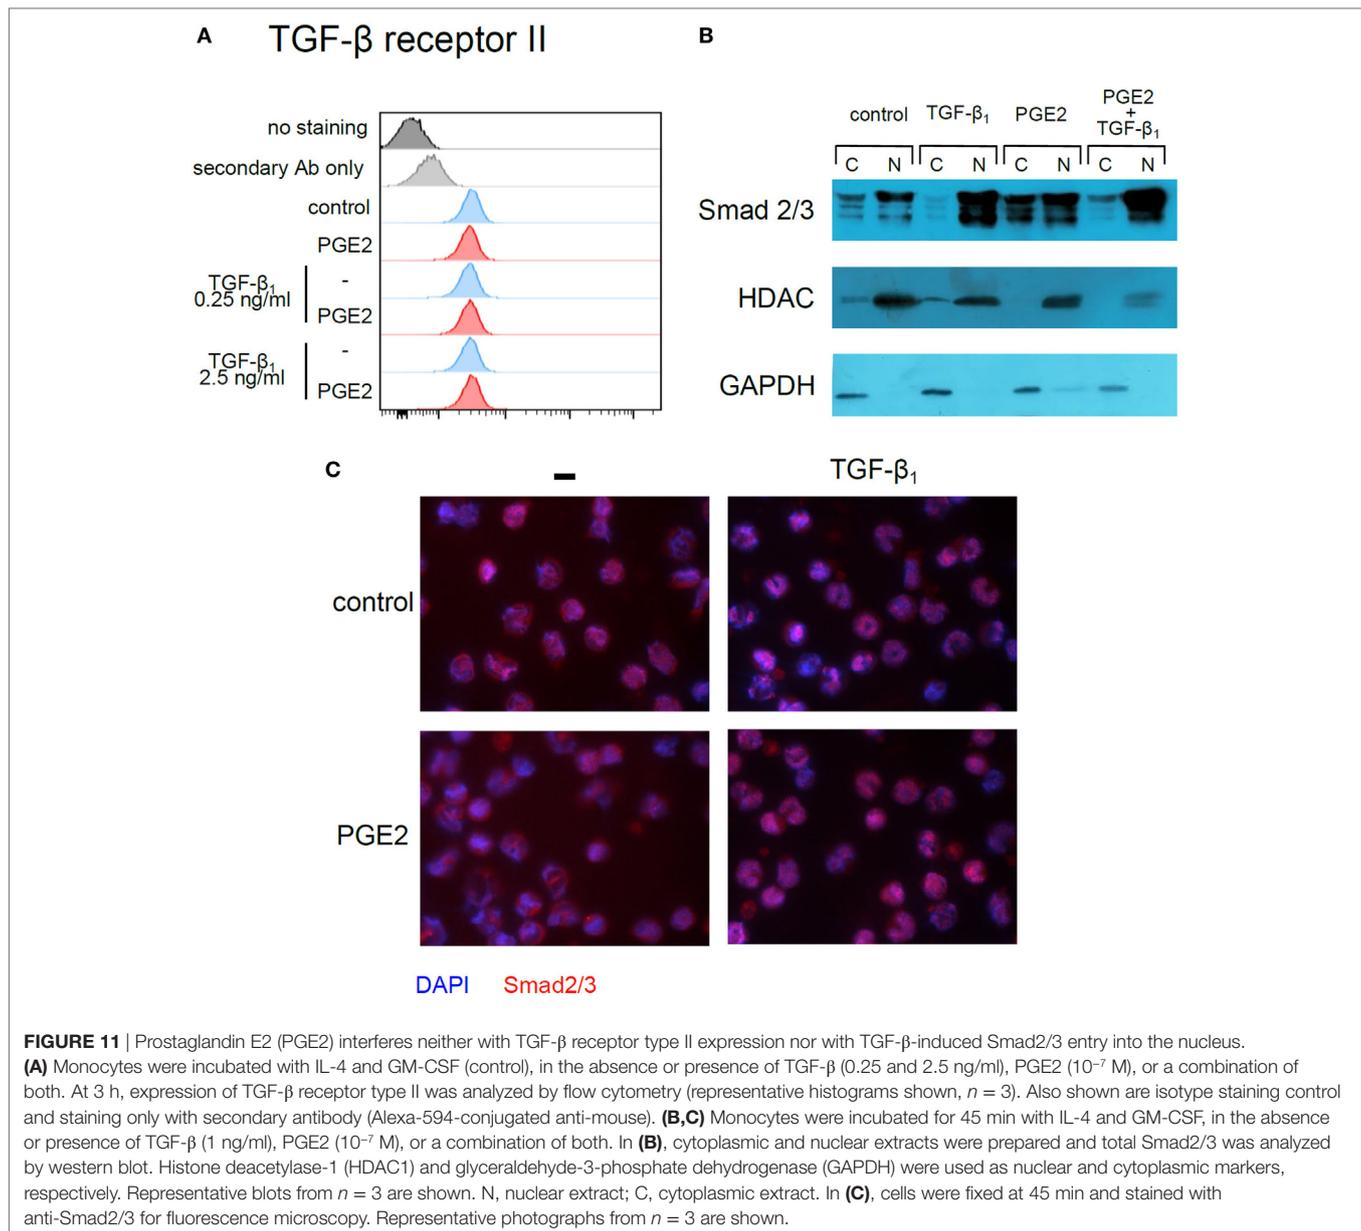 A
TGF-β receptor II
no staining
secondary Ab only
control
PGE2
TGF-β₁
0.25 ng/ml
-
PGE2
TGF-β₁
2.5 ng/ml
-
PGE2
B
control
TGF-β₁
PGE2
PGE2
+
TGF-β₁
C N C N C N C N
Smad 2/3
HDAC
GAPDH
C
–
TGF-β₁
control
PGE2
DAPI Smad2/3
FIGURE 11 | Prostaglandin E2 (PGE2) interferes neither with TGF-β receptor type II expression nor with TGF-β-induced Smad2/3 entry into the nucleus.
(A) Monocytes were incubated with IL-4 and GM-CSF (control), in the absence or presence of TGF-β (0.25 and 2.5 ng/ml), PGE2 (10⁻⁷ M), or a combination of
both. At 3 h, expression of TGF-β receptor type II was analyzed by flow cytometry (representative histograms shown, n = 3). Also shown are isotype staining control
and staining only with secondary antibody (Alexa-594-conjugated anti-mouse). (B,C) Monocytes were incubated for 45 min with IL-4 and GM-CSF, in the absence
or presence of TGF-β (1 ng/ml), PGE2 (10⁻⁷ M), or a combination of both. In (B), cytoplasmic and nuclear extracts were prepared and total Smad2/3 was analyzed
by western blot. Histone deacetylase-1 (HDAC1) and glyceraldehyde-3-phosphate dehydrogenase (GAPDH) were used as nuclear and cytoplasmic markers,
respectively. Representative blots from n = 3 are shown. N, nuclear extract; C, cytoplasmic extract. In (C), cells were fixed at 45 min and stained with
anti-Smad2/3 for fluorescence microscopy. Representative photographs from n = 3 are shown.